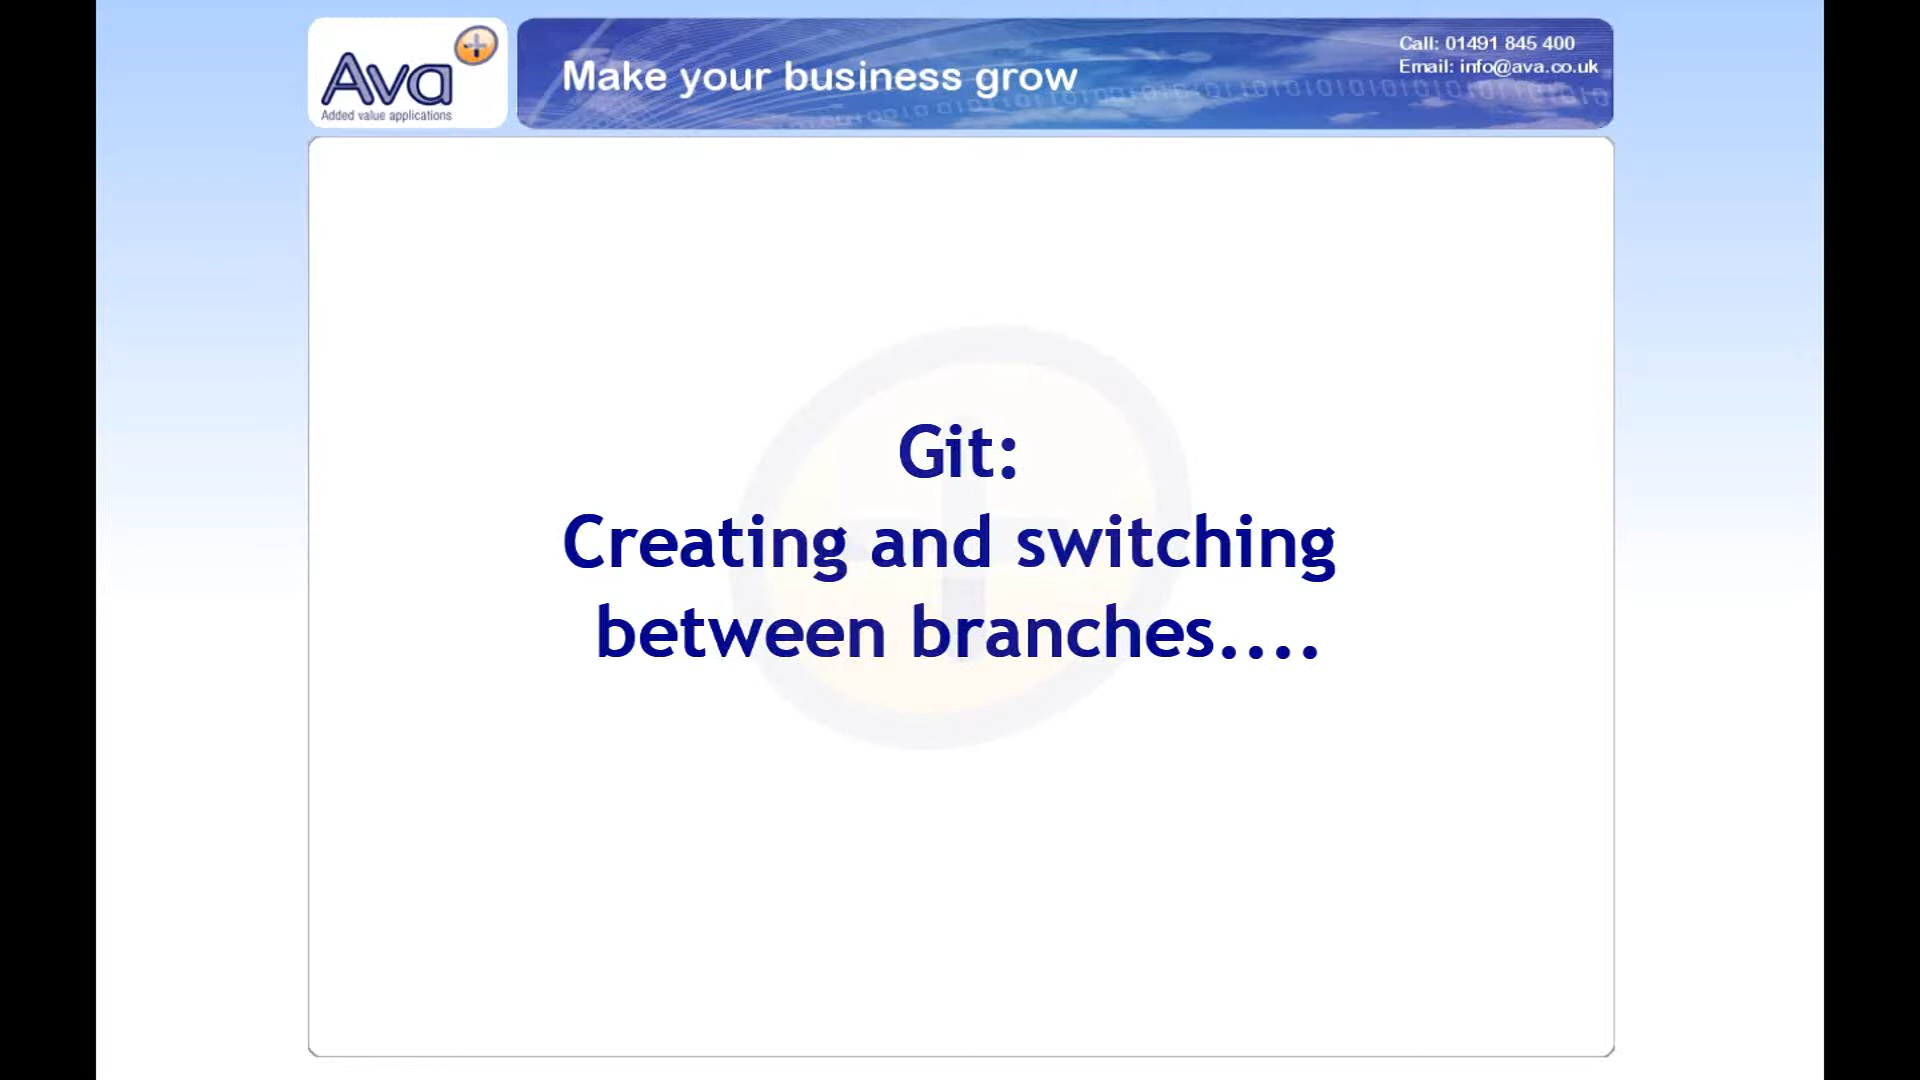 Ava
Added value applications
Make your business grow
Call: 01491 845 400
Email: info@ava.co.uk
Git:
Creating and switching
between branches....